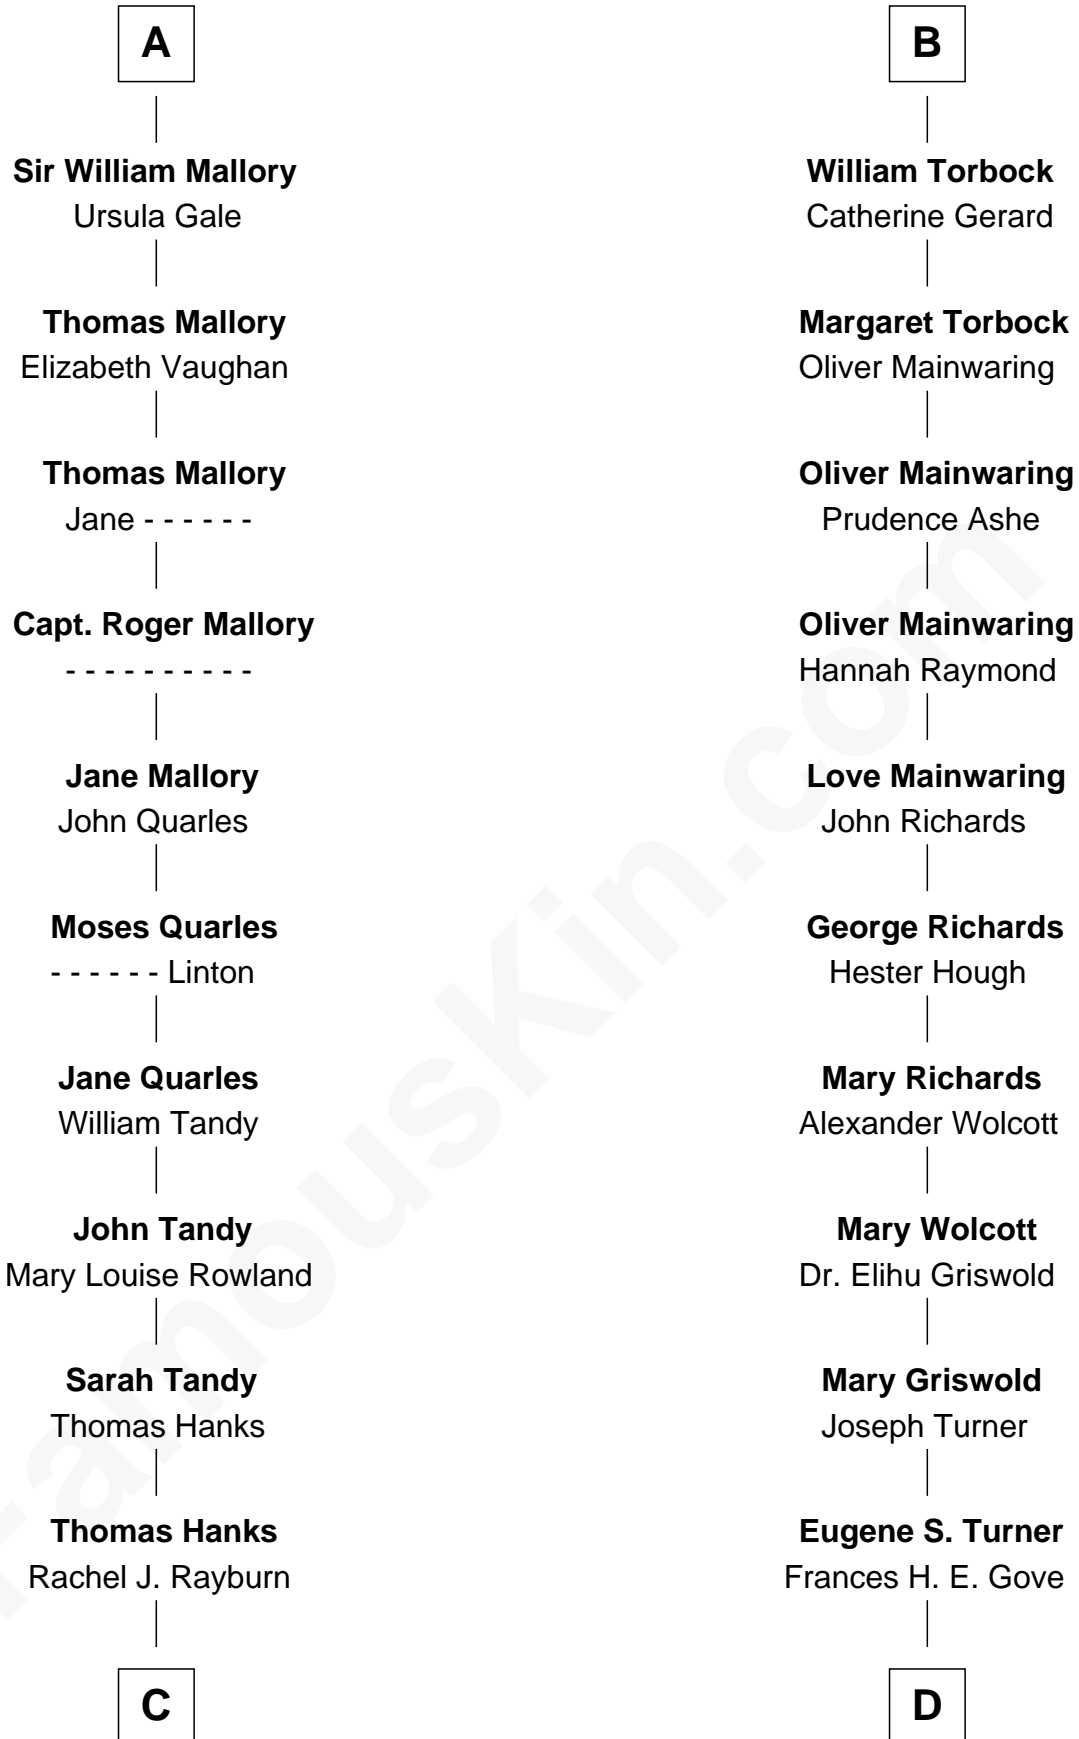 A
Sir William Mallory
Ursula Gale
Thomas Mallory
Elizabeth Vaughan
Thomas Mallory
Jane - - - - - -
Capt. Roger Mallory
- - - - - - - - - -
Jane Mallory
John Quarles
Moses Quarles
- - - - - - Linton
Jane Quarles
William Tandy
John Tandy
Mary Louise Rowland
Sarah Tandy
Thomas Hanks
Thomas Hanks
Rachel J. Rayburn
C
B
William Torbock
Catherine Gerard
Margaret Torbock
Oliver Mainwaring
Oliver Mainwaring
Prudence Ashe
Oliver Mainwaring
Hannah Raymond
Love Mainwaring
John Richards
George Richards
Hester Hough
Mary Richards
Alexander Wolcott
Mary Wolcott
Dr. Elihu Griswold
Mary Griswold
Joseph Turner
Eugene S. Turner
Frances H. E. Gove
D
FamousKin.com